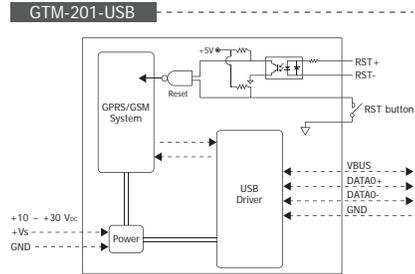 GTM-201-USB
+5V
RST+
RST-
Reset
GPRS/GSM
System
RST button
USB
Driver
VBUS
DATA0+
DATA0-
GND
+10 ~ +30 VDC
+Vs
GND
Power